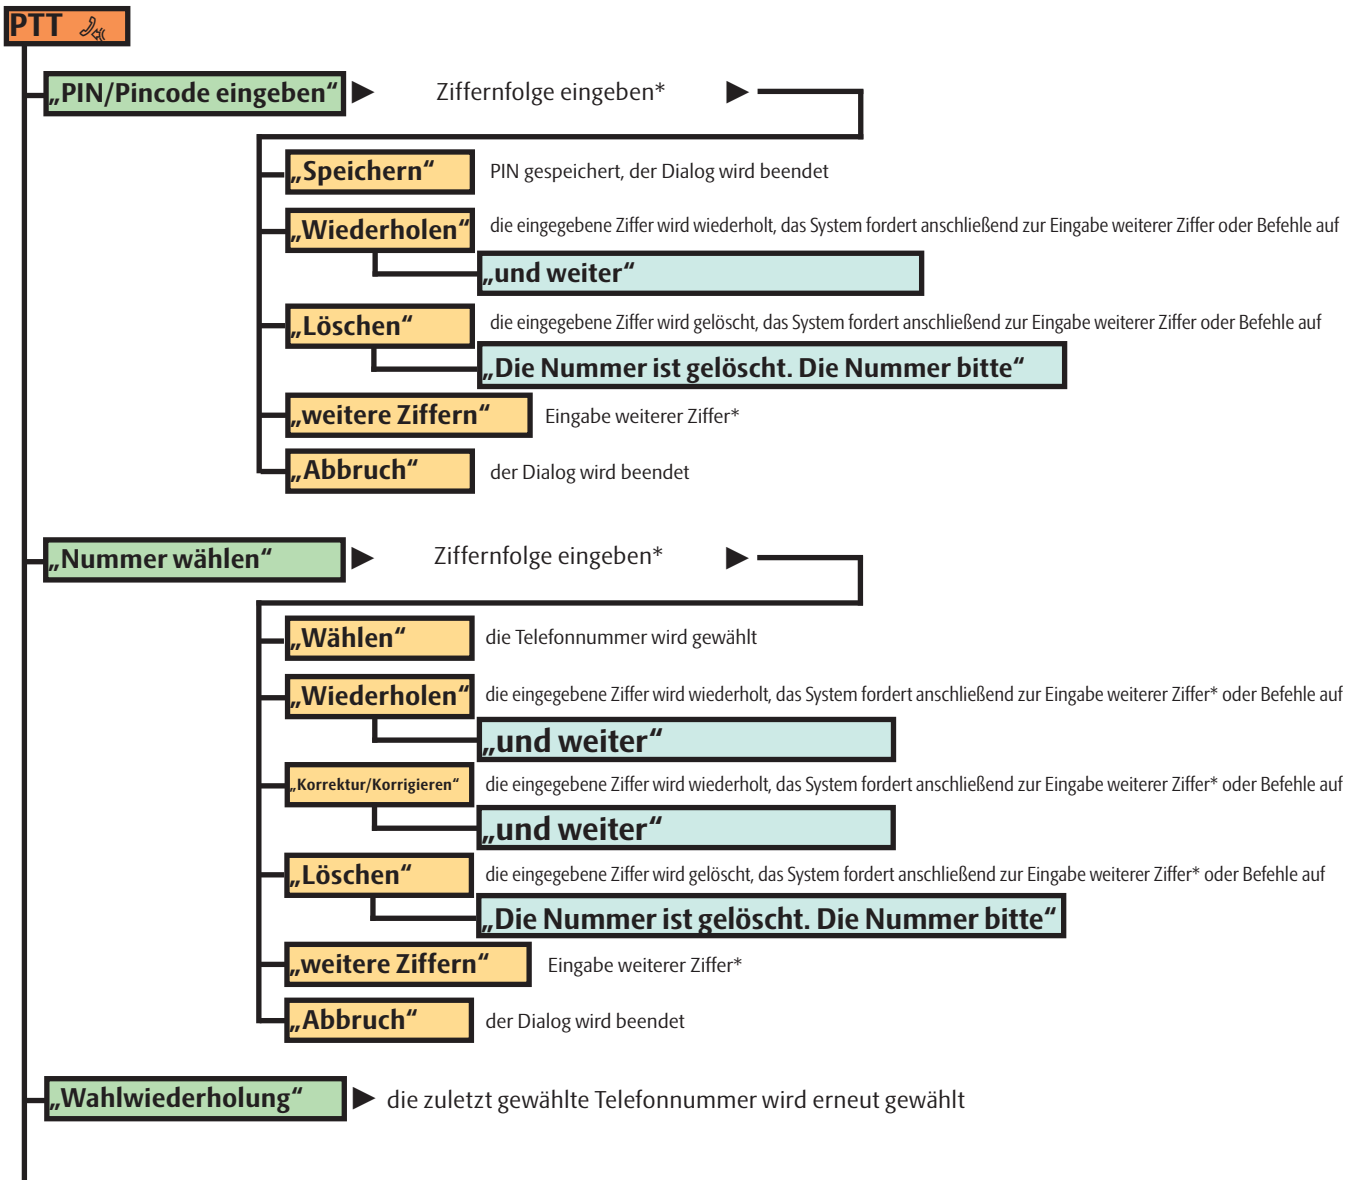 PTT
„PIN/Pincode eingeben“ Ziffernfolge eingeben*
„Speichern“ PIN gespeichert, der Dialog wird beendet
„Wiederholen“ die eingegebene Ziffer wird wiederholt, das System fordert anschließend zur Eingabe weiterer Ziffer oder Befehle auf
„und weiter“
„Löschen“ die eingegebene Ziffer wird gelöscht, das System fordert anschließend zur Eingabe weiterer Ziffer oder Befehle auf
„Die Nummer ist gelöscht. Die Nummer bitte“
„weitere Ziffern“ Eingabe weiterer Ziffer*
„Abbruch“ der Dialog wird beendet
„Nummer wählen“ Ziffernfolge eingeben*
„Wählen“ die Telefonnummer wird gewählt
„Wiederholen“ die eingegebene Ziffer wird wiederholt, das System fordert anschließend zur Eingabe weiterer Ziffer* oder Befehle auf
„und weiter“
„Korrektur/Korrigieren“ die eingegebene Ziffer wird wiederholt, das System fordert anschließend zur Eingabe weiterer Ziffer* oder Befehle auf
„und weiter“
„Löschen“ die eingegebene Ziffer wird gelöscht, das System fordert anschließend zur Eingabe weiterer Ziffer* oder Befehle auf
„Die Nummer ist gelöscht. Die Nummer bitte“
„weitere Ziffern“ Eingabe weiterer Ziffer*
„Abbruch“ der Dialog wird beendet
„Wahlwiederholung“ die zuletzt gewählte Telefonnummer wird erneut gewählt